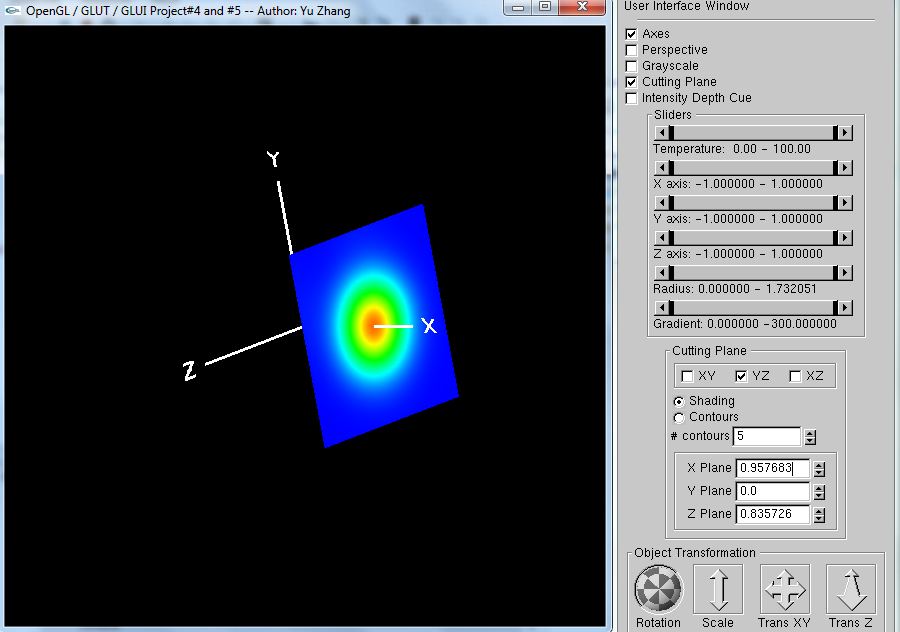 OpenGL / GLUT / GLUI Project#4 and #5 -- Author: Yu Zhang
Y
X
Z
User Interface Window
Axes
Perspective
Grayscale
Cutting Plane
Intensity Depth Cue
Sliders
Temperature: 0.00 - 100.00
X axis: -1.000000 - 1.000000
Y axis: -1.000000 - 1.000000
Z axis: -1.000000 - 1.000000
Radius: 0.000000 - 1.732051
Gradient: 0.000000 -300.000000
Cutting Plane
XY YZ XZ
Shading
Contours
# contours 5
X Plane 0.957683
Y Plane 0.0
Z Plane 0.835726
Object Transformation
Rotation Scale Trans XY Trans Z